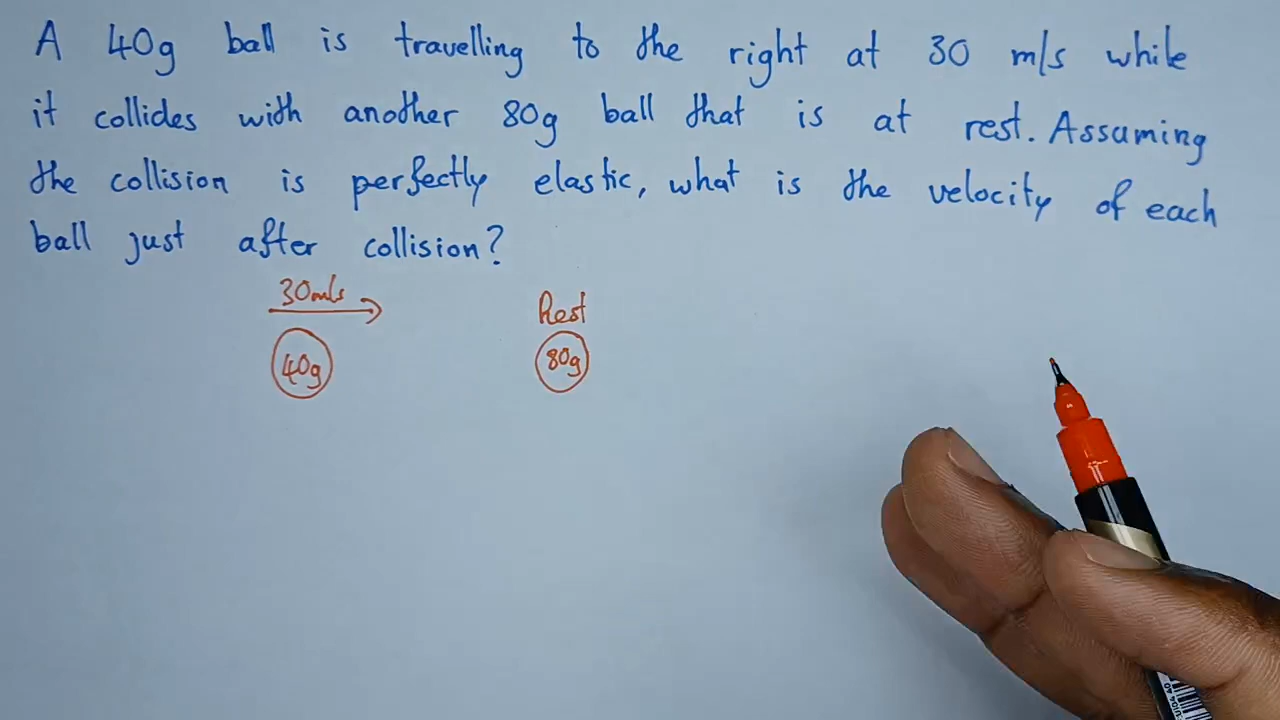 A 40g ball is travelling to the right at 30 m/s while
it collides with another 80g ball that is at rest. Assuming
the collision is perfectly elastic, what is the velocity of each
ball just after collision?
30m/s
Rest
40g
80g